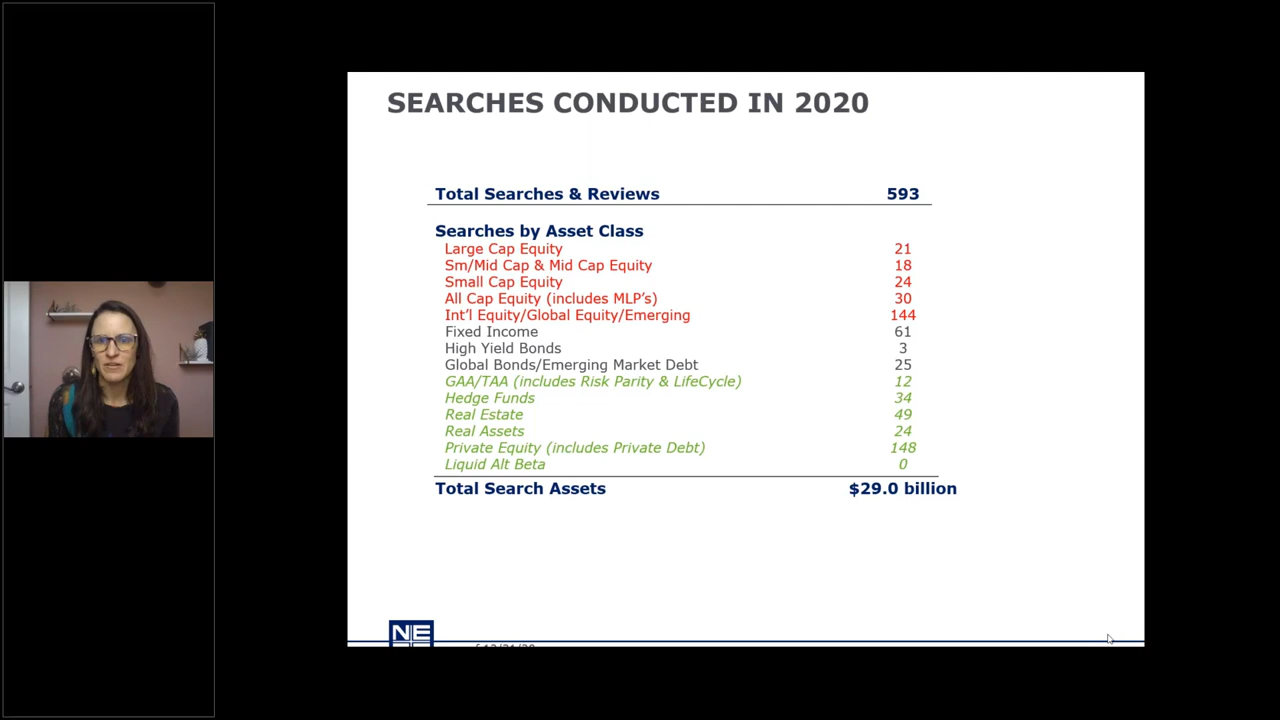 SEARCHES CONDUCTED IN 2020
Total Searches & Reviews 593
Searches by Asset Class
Large Cap Equity 21
Sm/Mid Cap & Mid Cap Equity 18
Small Cap Equity 24
All Cap Equity (includes MLP's) 30
Int'l Equity/Global Equity/Emerging 144
Fixed Income 61
High Yield Bonds 3
Global Bonds/Emerging Market Debt 25
GAA/TAA (includes Risk Parity & LifeCycle) 12
Hedge Funds 34
Real Estate 49
Real Assets 24
Private Equity (includes Private Debt) 148
Liquid Alt Beta 0
Total Search Assets $29.0 billion
NE